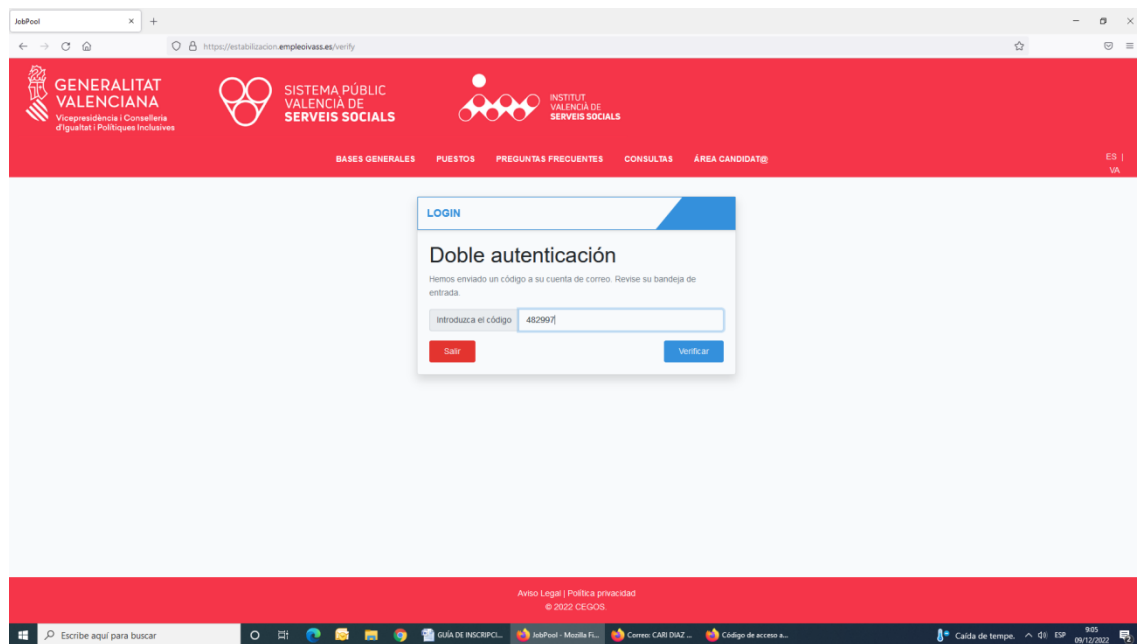 JobPool
https://estabilizacion.empleoivass.es/verify
GENERALITAT
VALENCIANA
Vicepresidència i Conselleria
d'Igualtat i Polítiques Inclusives
SISTEMA PÚBLIC
VALENCIÀ DE
SERVEIS SOCIALS
INSTITUT
VALENCIÀ DE
SERVEIS SOCIALS
BASES GENERALES PUESTOS PREGUNTAS FRECUENTES CONSULTAS ÁREA CANDIDAT@
ES |
VA
LOGIN
Doble autenticación
Hemos enviado un código a su cuenta de correo. Revise su bandeja de
entrada.
Introduzca el código 482997
Salir Verificar
Aviso Legal | Política privacidad
© 2022 CEGOS.
Escribe aquí para buscar GUÍA DE INSCRIPCI... JobPool - Mozilla Fi... Correo: CARI DIAZ ... Código de acceso a... Caída de tempe. ESP 9:05
09/12/2022